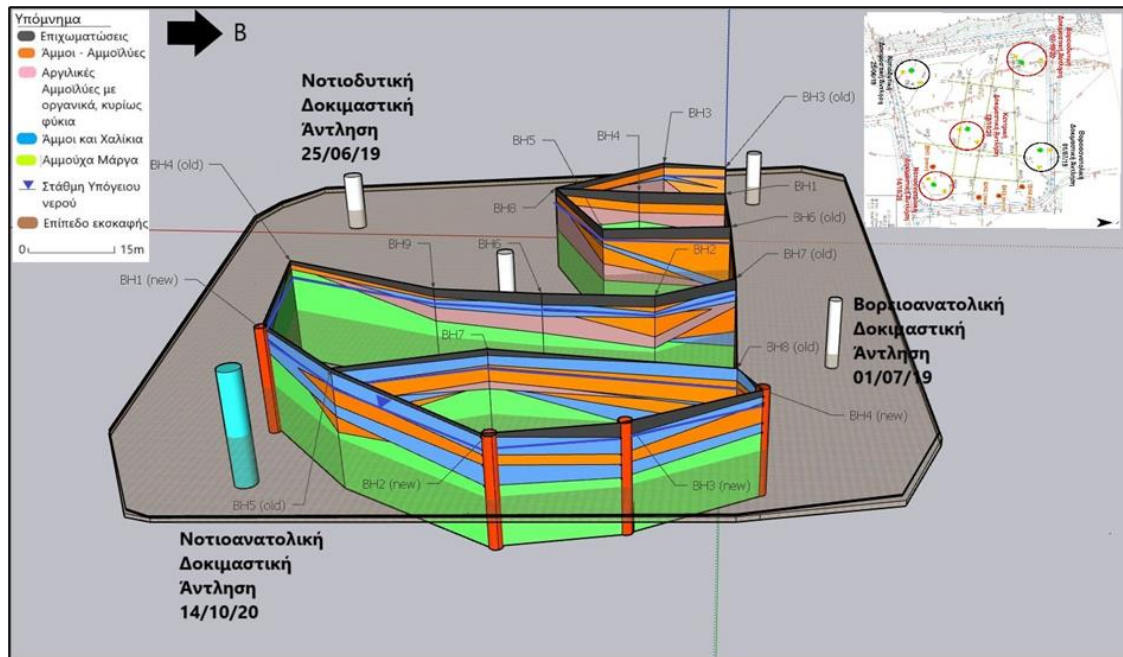 Υπόμνημα
Επιχωματώσεις
Άμμοι - Αμμοϊλύες
Αργιλικές
Αμμοϊλύες με
οργανικά, κυρίως
φύκια
Άμμοι και Χαλίκια
Αμμούχα Μάργα
Στάθμη Υπόγειου
νερού
Επίπεδο εκσκαφής
0 15m
Β
Νοτιοδυτική
Δοκιμαστική
Άντληση
25/06/19
BH3
BH3 (old)
BH4
BH5
BH4 (old)
BH8
BH1
BH6 (old)
BH9
BH6
BH2
BH7 (old)
BH1 (new)
BH7
Βορειοανατολική
Δοκιμαστική
Άντληση
01/07/19
BH8 (old)
BH4 (new)
BH2 (new)
BH3 (new)
BH5 (old)
Νοτιοανατολική
Δοκιμαστική
Άντληση
14/10/20